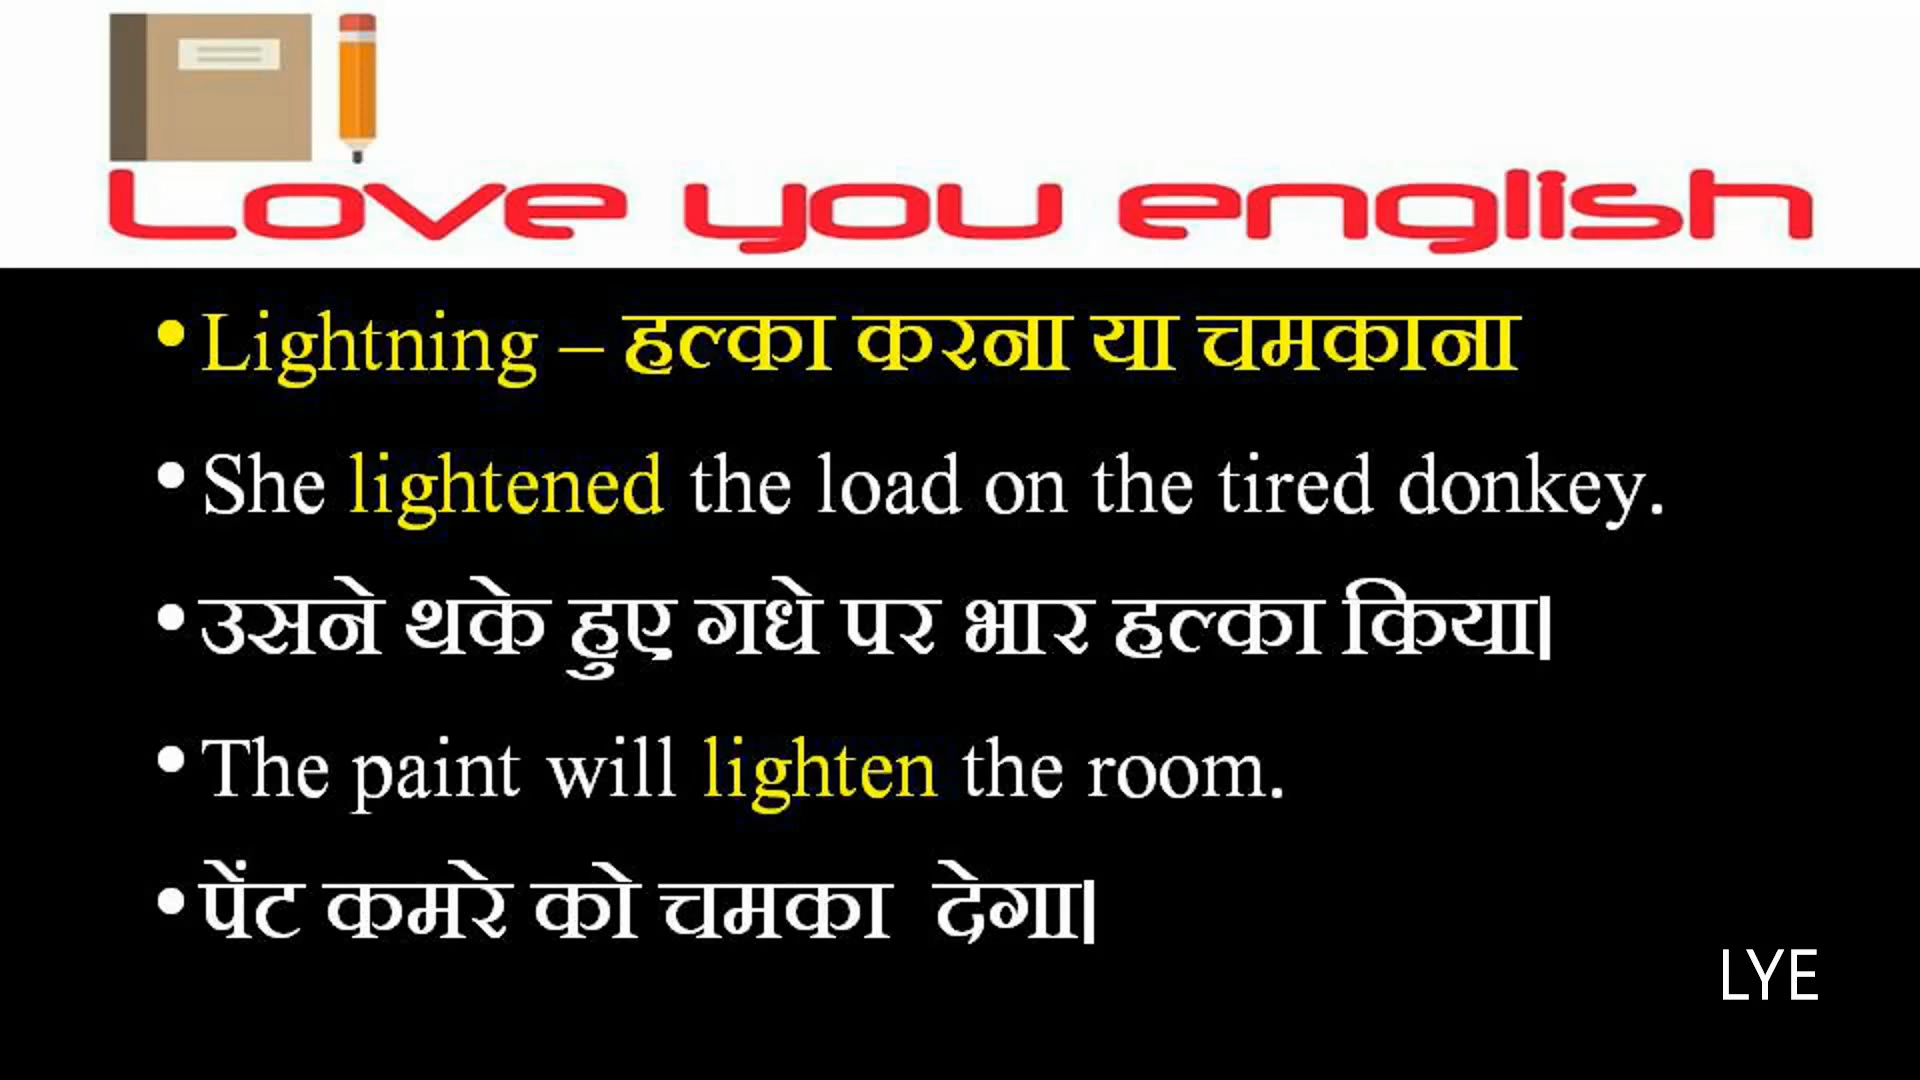 Love you english
• Lightning – हल्का करना या चमकाना
• She lightened the load on the tired donkey.
• उसने थके हुए गधे पर भार हल्का किया|
• The paint will lighten the room.
• पेंट कमरे को चमका देगा|
LYE